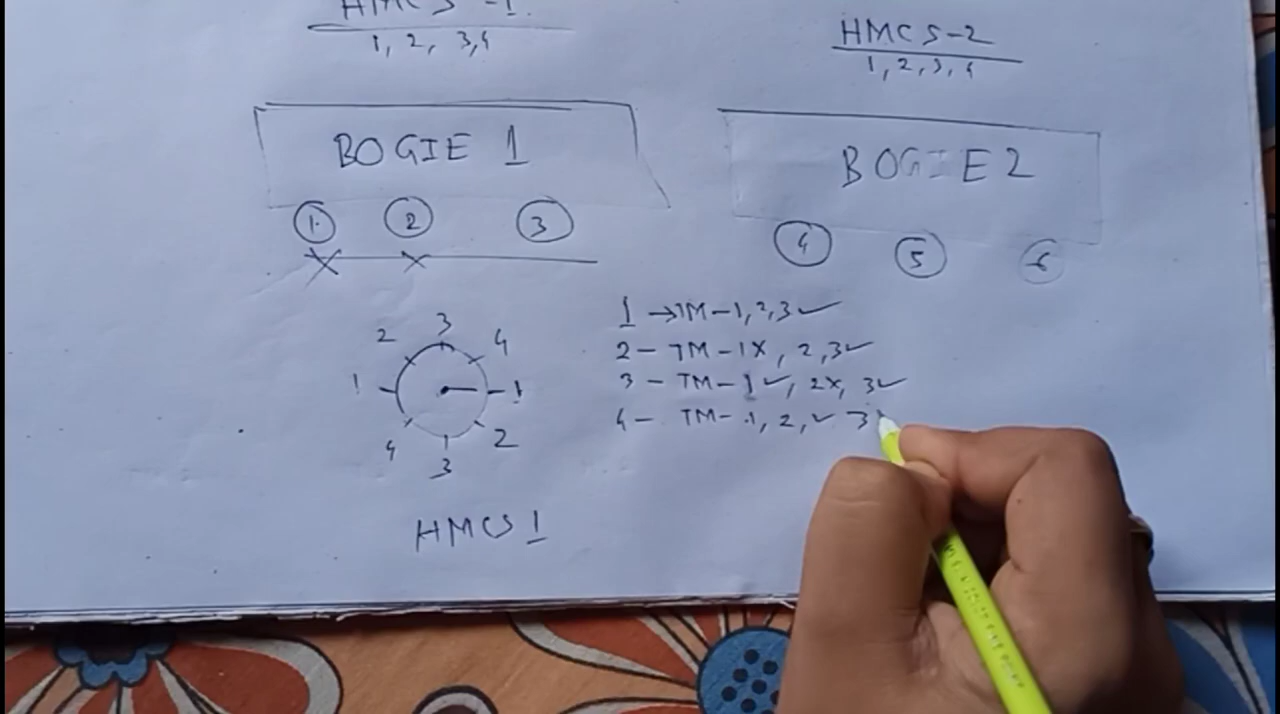 HMCS-1
1, 2, 3,4
HMCS-2
1, 2, 3, 4
BOGIE 1
BOGIE 2
1 2 3
4 5 6
1 → TM-1,2,3✓
2 - TM-1X, 2,3✓
3 - TM-1✓, 2X, 3✓
4 - TM-1, 2,✓ 3
3
2 4
1 1
4 2
3
HMCS 1